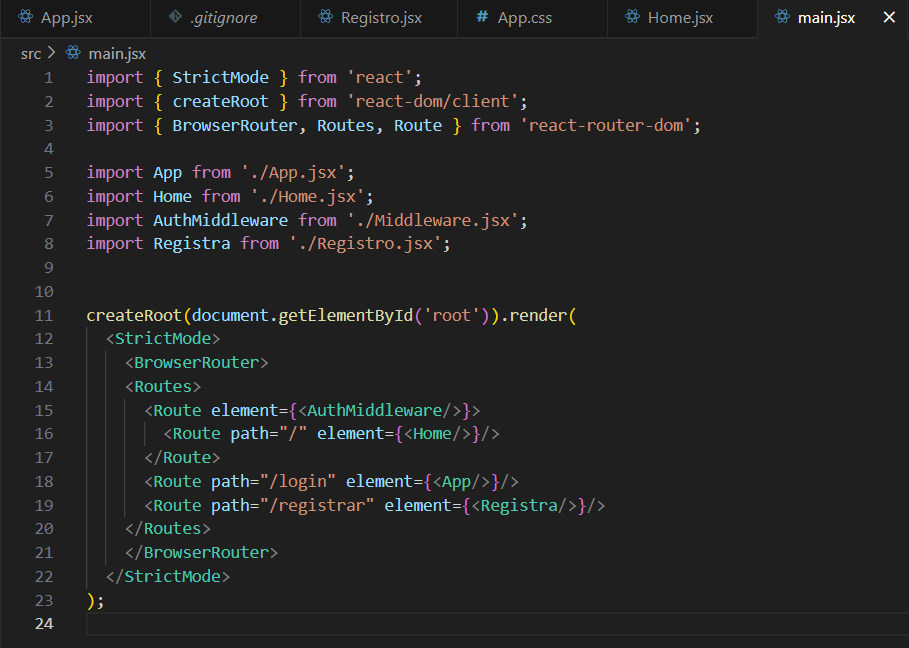 App.jsx .gitignore Registro.jsx # App.css Home.jsx main.jsx ×
src > main.jsx
1 import { StrictMode } from 'react';
2 import { createRoot } from 'react-dom/client';
3 import { BrowserRouter, Routes, Route } from 'react-router-dom';
4
5 import App from './App.jsx';
6 import Home from './Home.jsx';
7 import AuthMiddleware from './Middleware.jsx';
8 import Registra from './Registro.jsx';
9
10
11 createRoot(document.getElementById('root')).render(
12   <StrictMode>
13     <BrowserRouter>
14     <Routes>
15       <Route element={<AuthMiddleware/>}>
16         <Route path="/" element={<Home/>}/>
17       </Route>
18       <Route path="/login" element={<App/>}/>
19       <Route path="/registrar" element={<Registra/>}/>
20     </Routes>
21     </BrowserRouter>
22   </StrictMode>
23 );
24